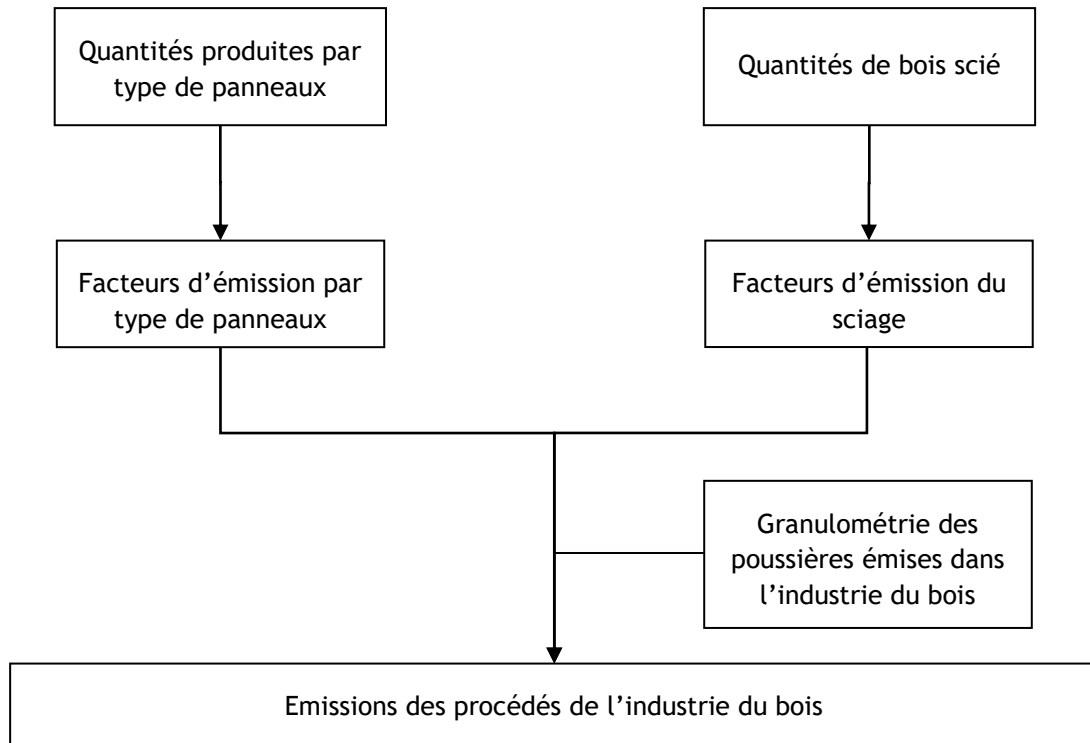 Quantités produites par
type de panneaux
Quantités de bois scié
Facteurs d’émission par
type de panneaux
Facteurs d’émission du
sciage
Granulométrie des
poussières émises dans
l’industrie du bois
Emissions des procédés de l’industrie du bois